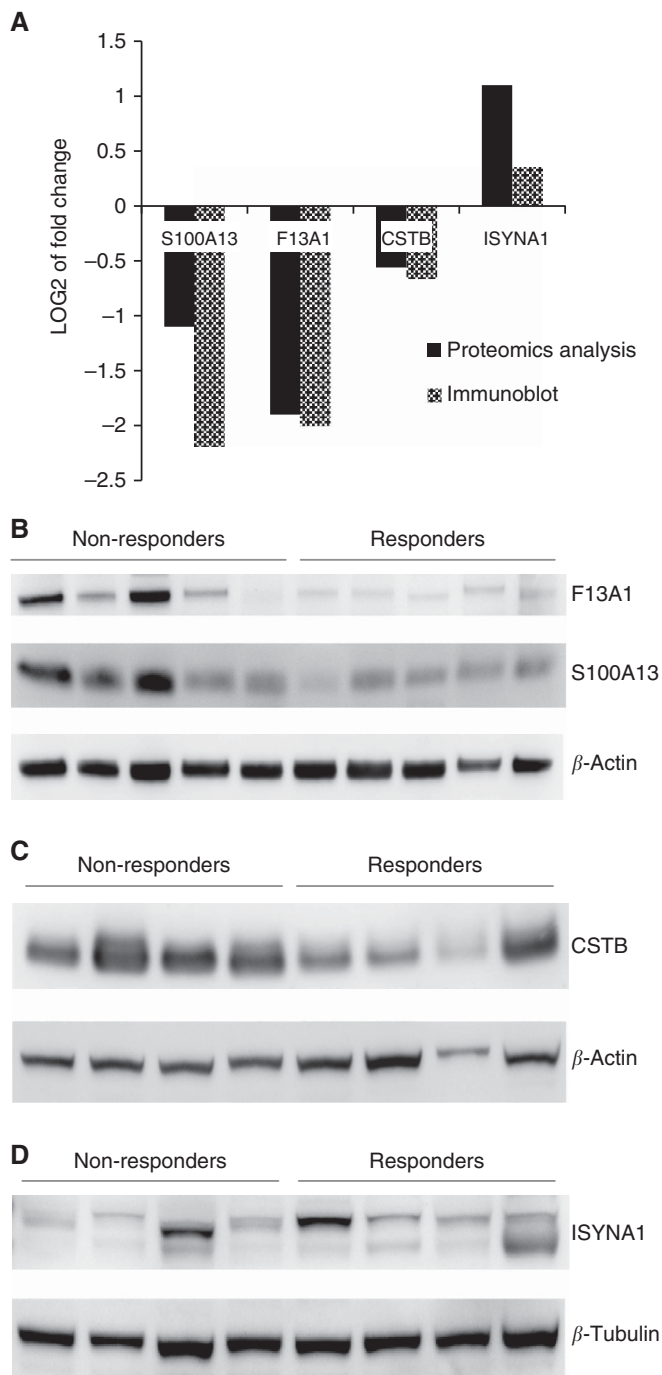 A
LOG2 of fold change
1.5
1
0.5
0
−0.5
−1
−1.5
−2
−2.5
S100A13 F13A1 CSTB ISYNA1
Proteomics analysis
Immunoblot
B
Non-responders Responders
F13A1
S100A13
β-Actin
C
Non-responders Responders
CSTB
β-Actin
D
Non-responders Responders
ISYNA1
β-Tubulin